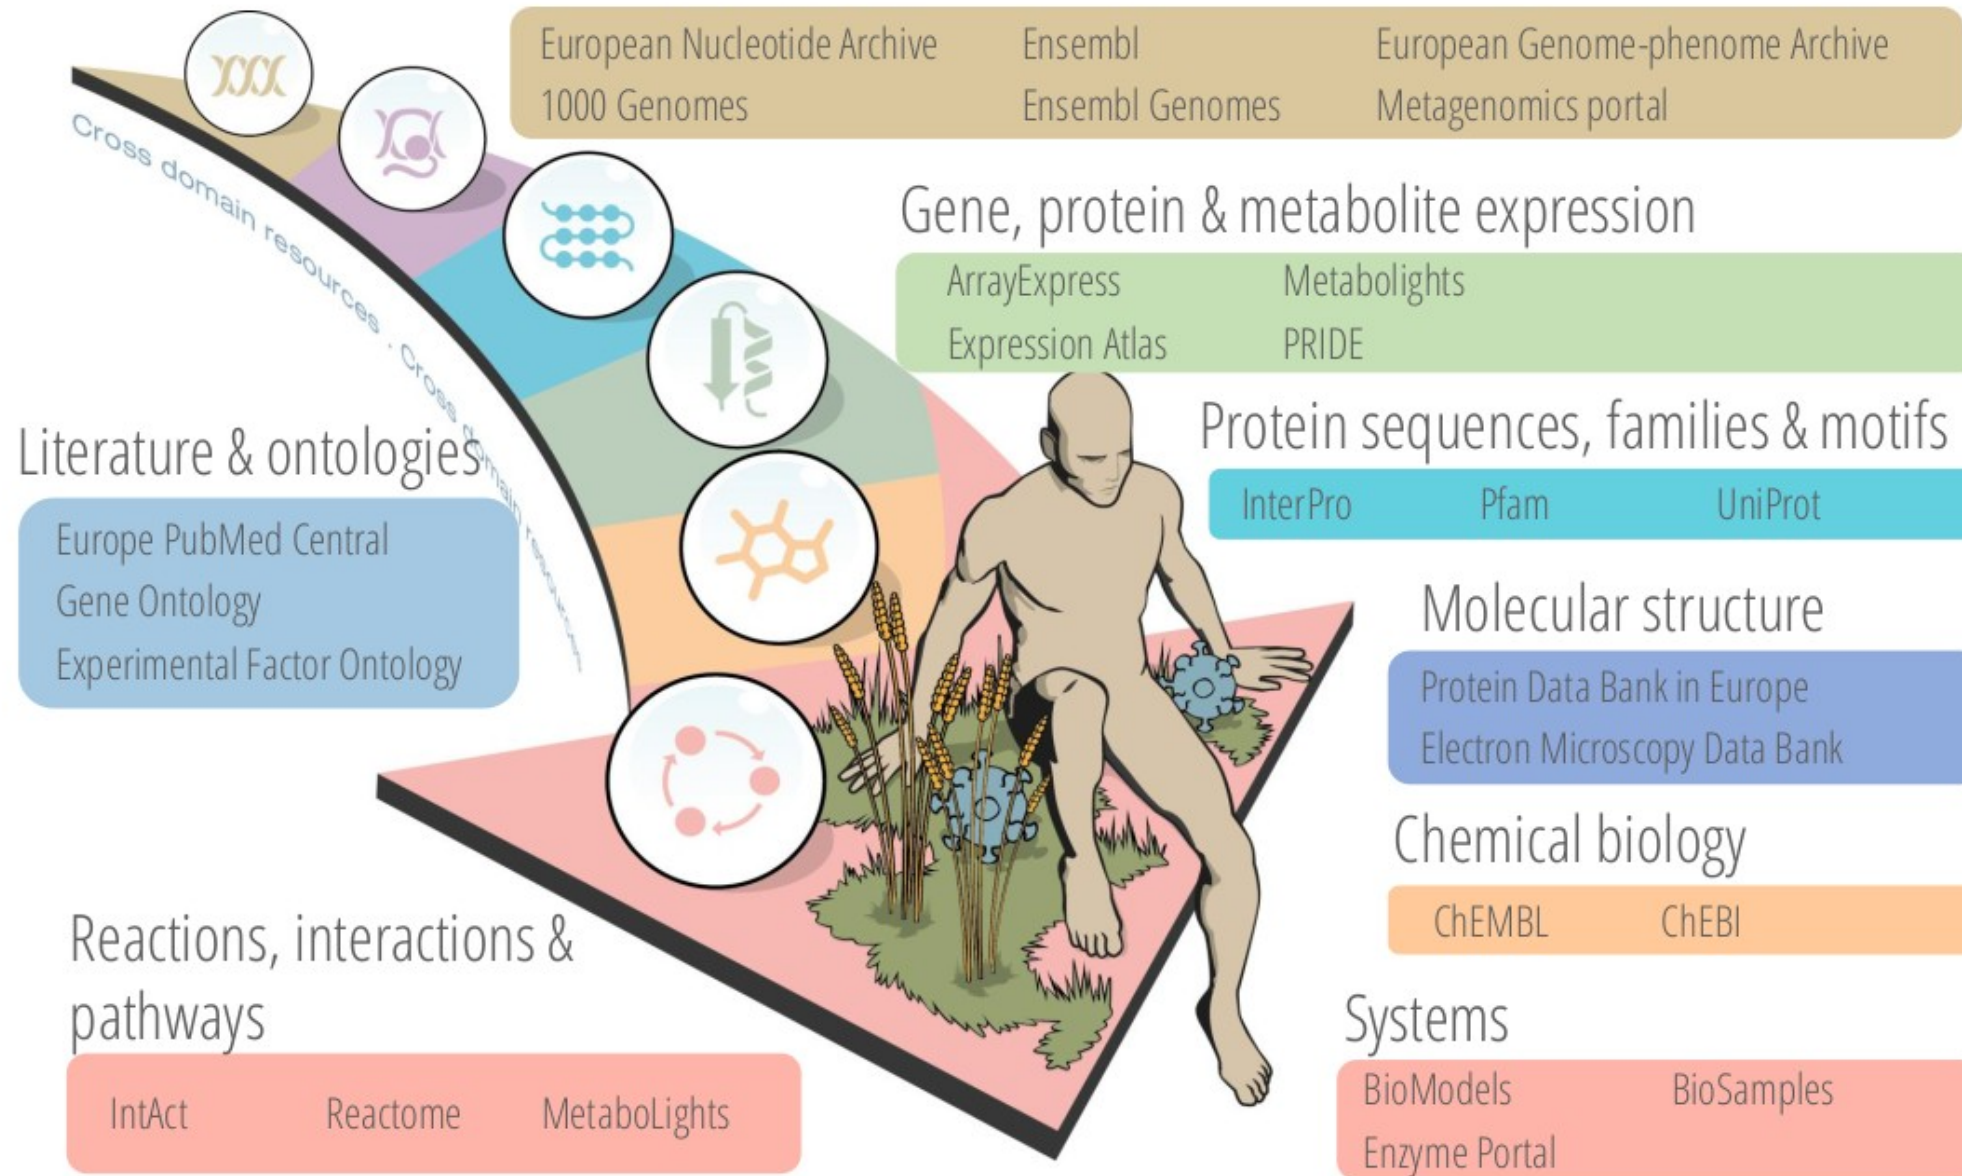 European Nucleotide Archive Ensembl European Genome-phenome Archive
1000 Genomes Ensembl Genomes Metagenomics portal
Cross domain resources . Cross domain resources
Gene, protein & metabolite expression
ArrayExpress Metabolights
Expression Atlas PRIDE
Literature & ontologies
Europe PubMed Central
Gene Ontology
Experimental Factor Ontology
Protein sequences, families & motifs
InterPro Pfam UniProt
Molecular structure
Protein Data Bank in Europe
Electron Microscopy Data Bank
Chemical biology
ChEMBL ChEBI
Reactions, interactions &
pathways
IntAct Reactome MetaboLights
Systems
BioModels BioSamples
Enzyme Portal